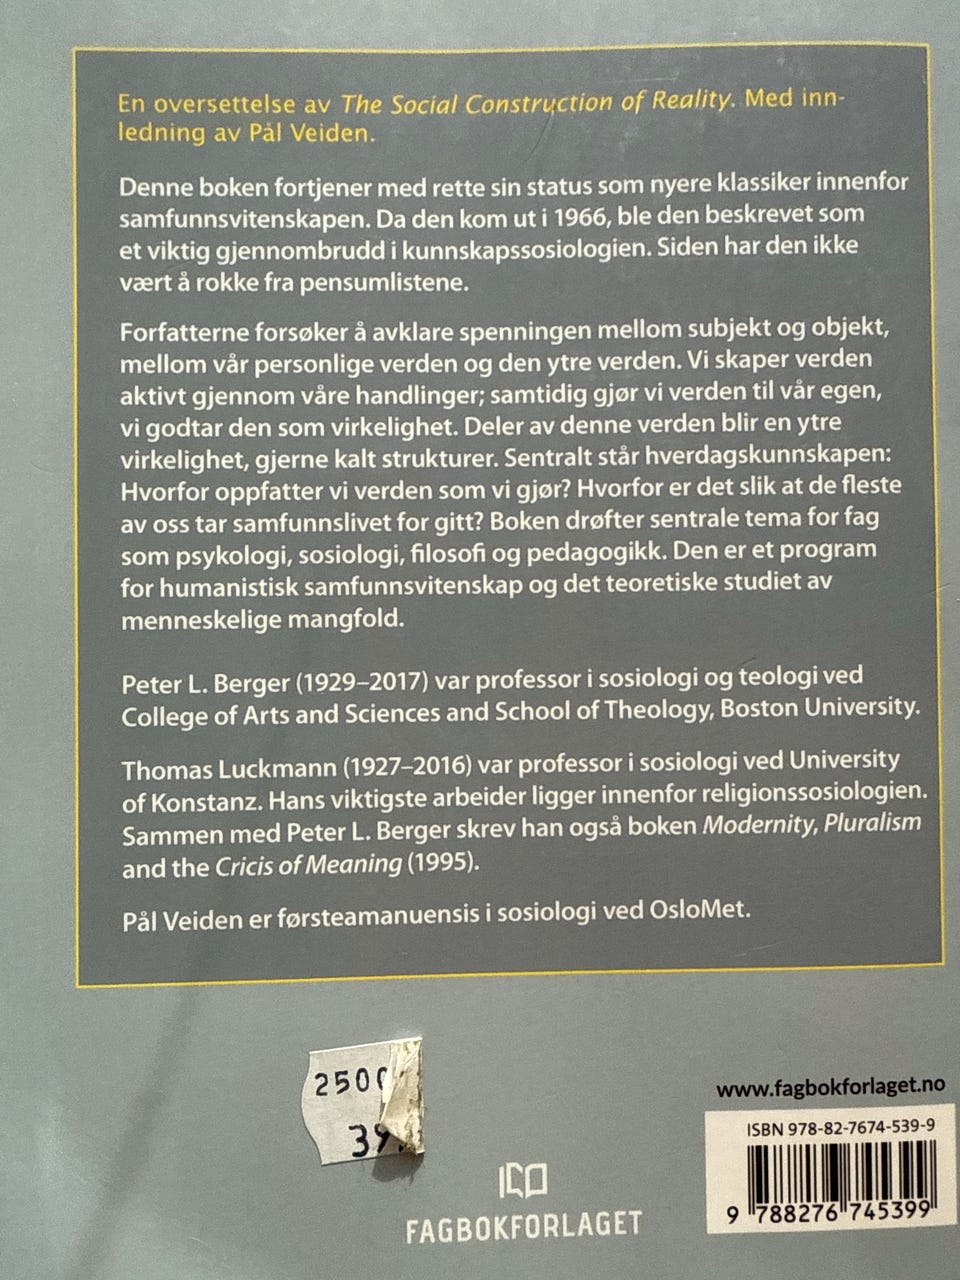 En oversettelse av The Social Construction of Reality. Med inn-
ledning av Pål Veiden.
Denne boken fortjener med rette sin status som nyere klassiker innenfor
samfunnsvitenskapen. Da den kom ut i 1966, ble den beskrevet som
et viktig gjennombrudd i kunnskapssosiologien. Siden har den ikke
vært å rokke fra pensumlistene.
Forfatterne forsøker å avklare spenningen mellom subjekt og objekt,
mellom vår personlige verden og den ytre verden. Vi skaper verden
aktivt gjennom våre handlinger; samtidig gjør vi verden til vår egen,
vi godtar den som virkelighet. Deler av denne verden blir en ytre
virkelighet, gjerne kalt strukturer. Sentralt står hverdagskunnskapen:
Hvorfor oppfatter vi verden som vi gjør? Hvorfor er det slik at de fleste
av oss tar samfunnslivet for gitt? Boken drøfter sentrale tema for fag
som psykologi, sosiologi, filosofi og pedagogikk. Den er et program
for humanistisk samfunnsvitenskap og det teoretiske studiet av
menneskelige mangfold.
Peter L. Berger (1929–2017) var professor i sosiologi og teologi ved
College of Arts and Sciences and School of Theology, Boston University.
Thomas Luckmann (1927–2016) var professor i sosiologi ved University
of Konstanz. Hans viktigste arbeider ligger innenfor religionssosiologien.
Sammen med Peter L. Berger skrev han også boken Modernity, Pluralism
and the Cricis of Meaning (1995).
Pål Veiden er førsteamanuensis i sosiologi ved OsloMet.
www.fagbokforlaget.no
ISBN 978-82-7674-539-9
9 788276 745399
FAGBOKFORLAGET